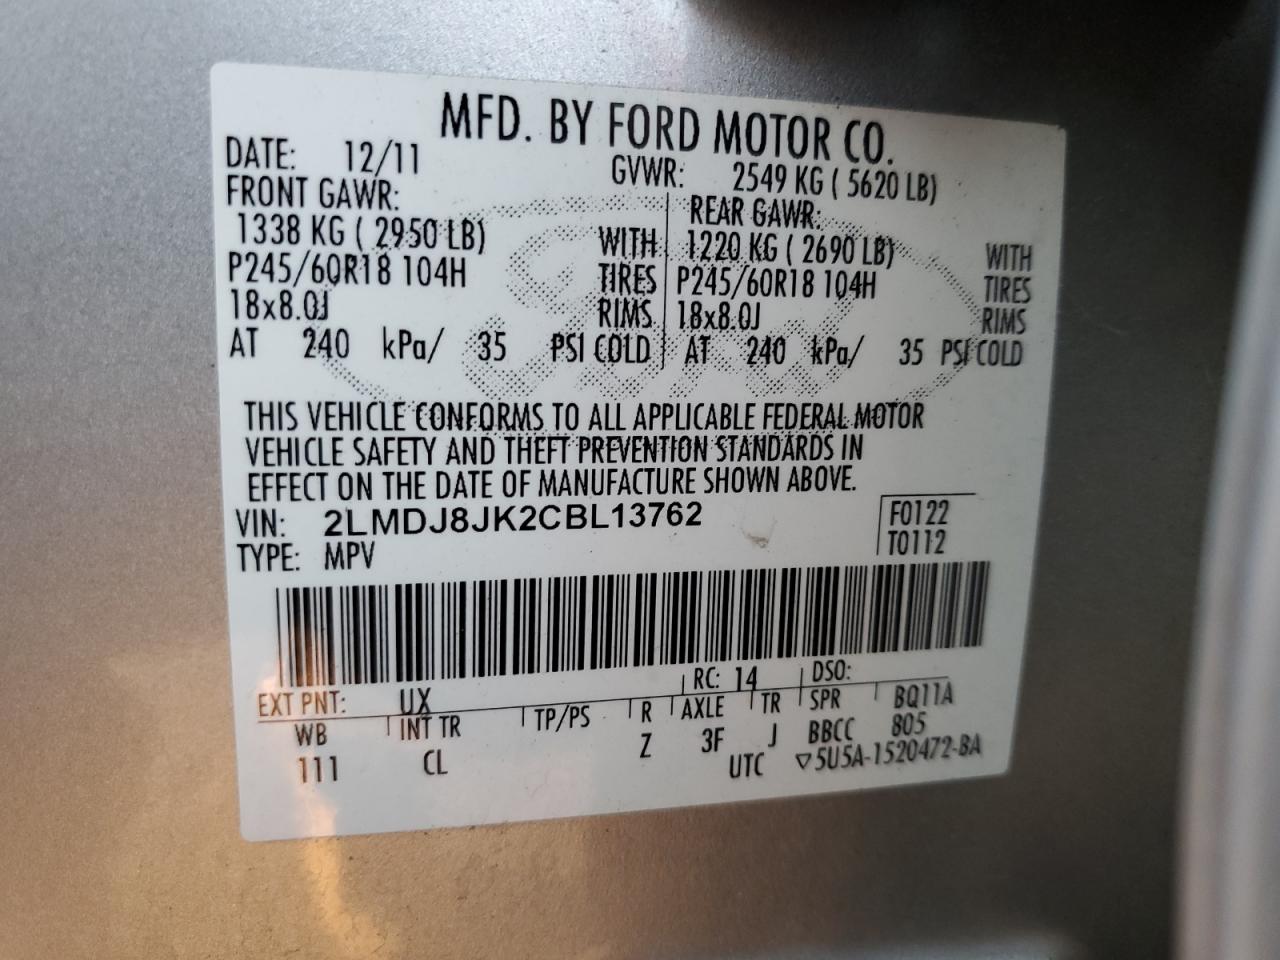 MFD. BY FORD MOTOR CO.
DATE: 12/11 GVWR: 2549 KG ( 5620 LB)
FRONT GAWR: REAR GAWR:
1338 KG ( 2950 LB) WITH 1220 KG ( 2690 LB) WITH
P245/60R18 104H TIRES P245/60R18 104H TIRES
18x8.0J RIMS 18x8.0J RIMS
AT 240 kPa/ 35 PSI COLD AT 240 kPa/ 35 PSI COLD
THIS VEHICLE CONFORMS TO ALL APPLICABLE FEDERAL MOTOR
VEHICLE SAFETY AND THEFT PREVENTION STANDARDS IN
EFFECT ON THE DATE OF MANUFACTURE SHOWN ABOVE.
VIN: 2LMDJ8JK2CBL13762 F0122
TYPE: MPV T0112
EXT PNT: UX RC: 14 DSO:
WB INT TR TP/PS R AXLE TR SPR BQ11A
111 CL Z 3F J BBCC 805
UTC ▽5U5A-1520472-BA